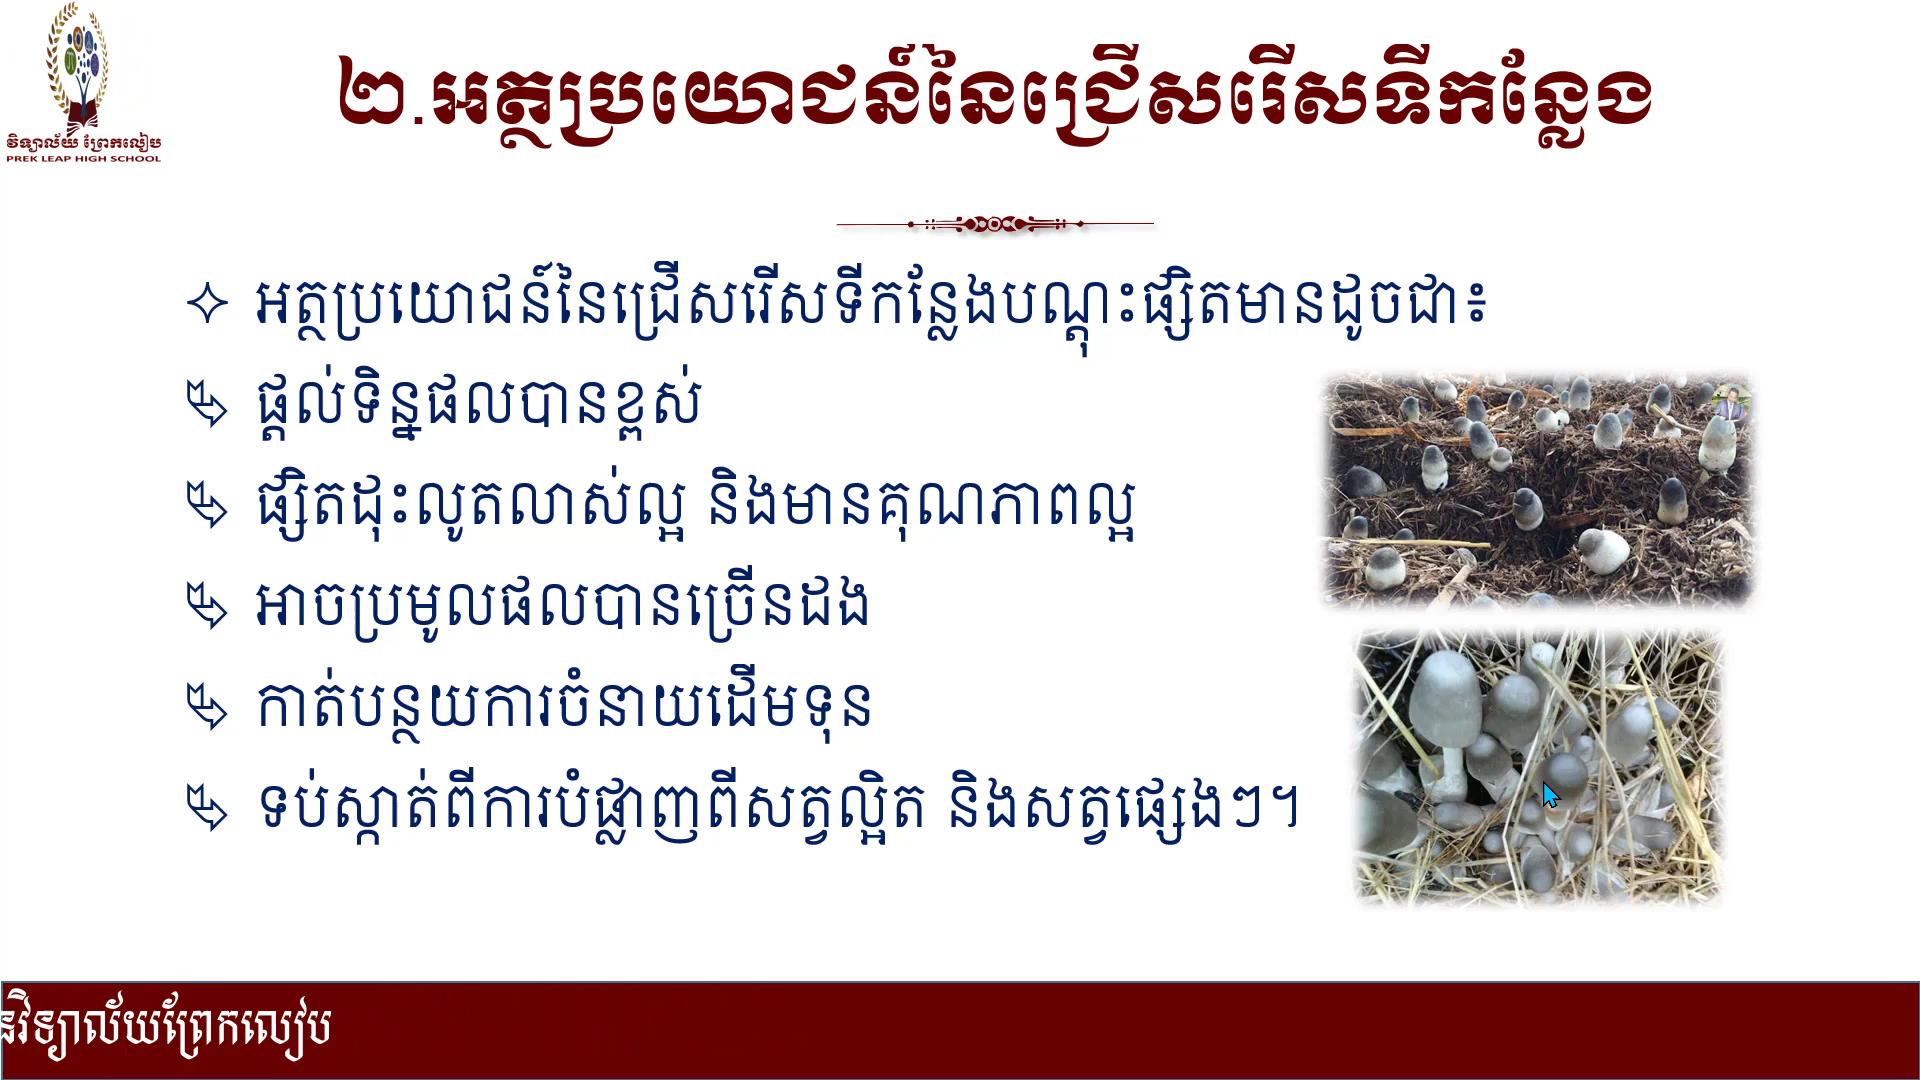 វិទ្យាល័យ ព្រែកលៀប
PREK LEAP HIGH SCHOOL
២.អត្ថប្រយោជន៍នៃជ្រើសរើសទីកន្លែង
អត្ថប្រយោជន៍នៃជ្រើសរើសទីកន្លែងបណ្តុះផ្សិតមានដូចជា៖
ផ្តល់ទិន្នផលបានខ្ពស់
ផ្សិតដុះលូតលាស់ល្អ និងមានគុណភាពល្អ
អាចប្រមូលផលបានច្រើនដង
កាត់បន្ថយការចំនាយដើមទុន
ទប់ស្កាត់ពីការបំផ្លាញពីសត្វល្អិត និងសត្វផ្សេងៗ។
វិទ្យាល័យព្រែកលៀប